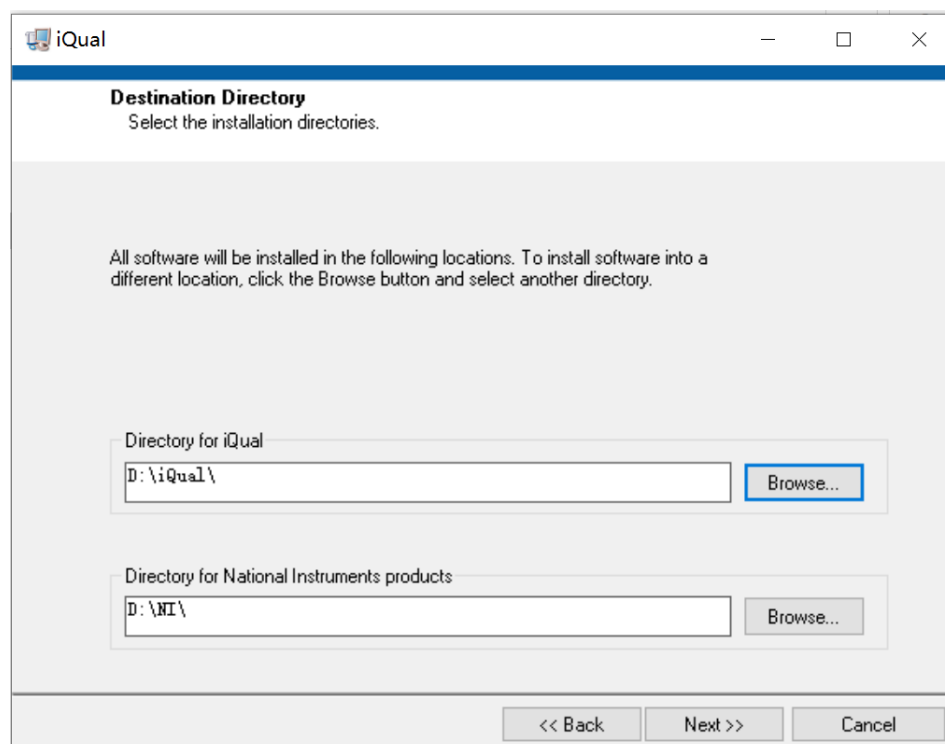 iQual
Destination Directory
Select the installation directories.
All software will be installed in the following locations. To install software into a
different location, click the Browse button and select another directory.
Directory for iQual
D:\iQual\
Browse...
Directory for National Instruments products
D:\NI\
Browse...
<< Back
Next >>
Cancel